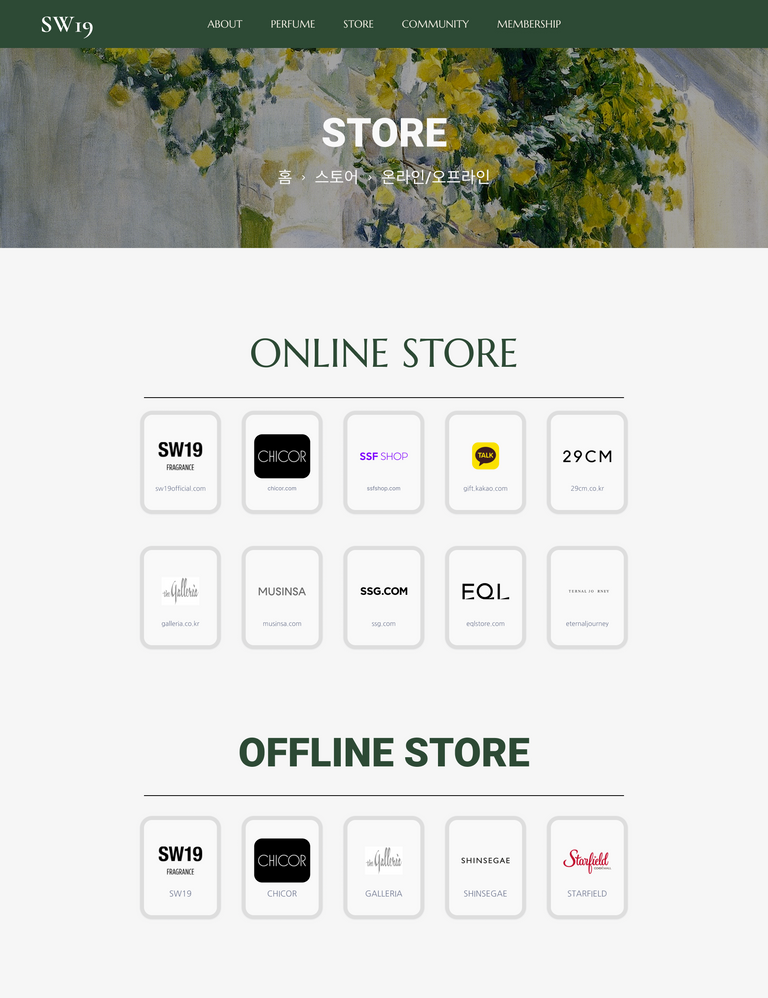 SW19 ABOUT PERFUME STORE COMMUNITY MEMBERSHIP
STORE
홈 › 스토어 › 온라인/오프라인
ONLINE STORE
SW19
FRAGRANCE
sw19official.com
CHICOR
chicor.com
SSF SHOP
ssfshop.com
TALK
gift.kakao.com
29CM
29cm.co.kr
the Galleria
galleria.co.kr
MUSINSA
musinsa.com
SSG.COM
ssg.com
EQL
eqlstore.com
eternaljourney
OFFLINE STORE
SW19
FRAGRANCE
SW19
CHICOR
CHICOR
the Galleria
GALLERIA
SHINSEGAE
SHINSEGAE
Starfield
STARFIELD